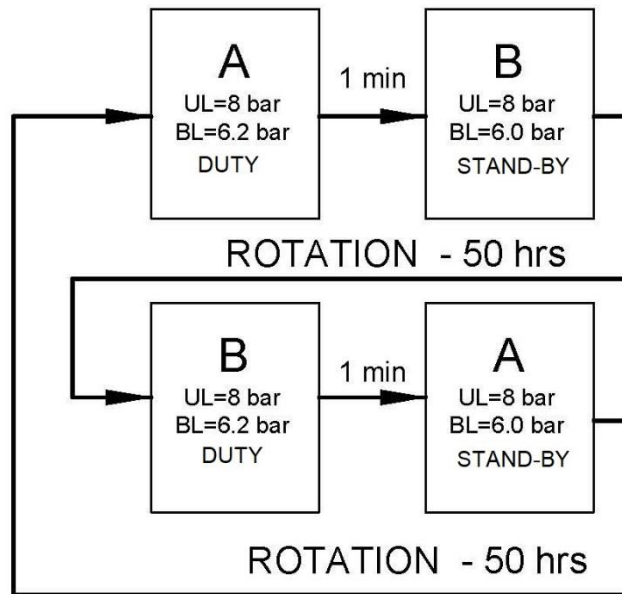 A
UL=8 bar
BL=6.2 bar
DUTY
1 min
B
UL=8 bar
BL=6.0 bar
STAND-BY
ROTATION - 50 hrs
B
UL=8 bar
BL=6.2 bar
DUTY
1 min
A
UL=8 bar
BL=6.0 bar
STAND-BY
ROTATION - 50 hrs